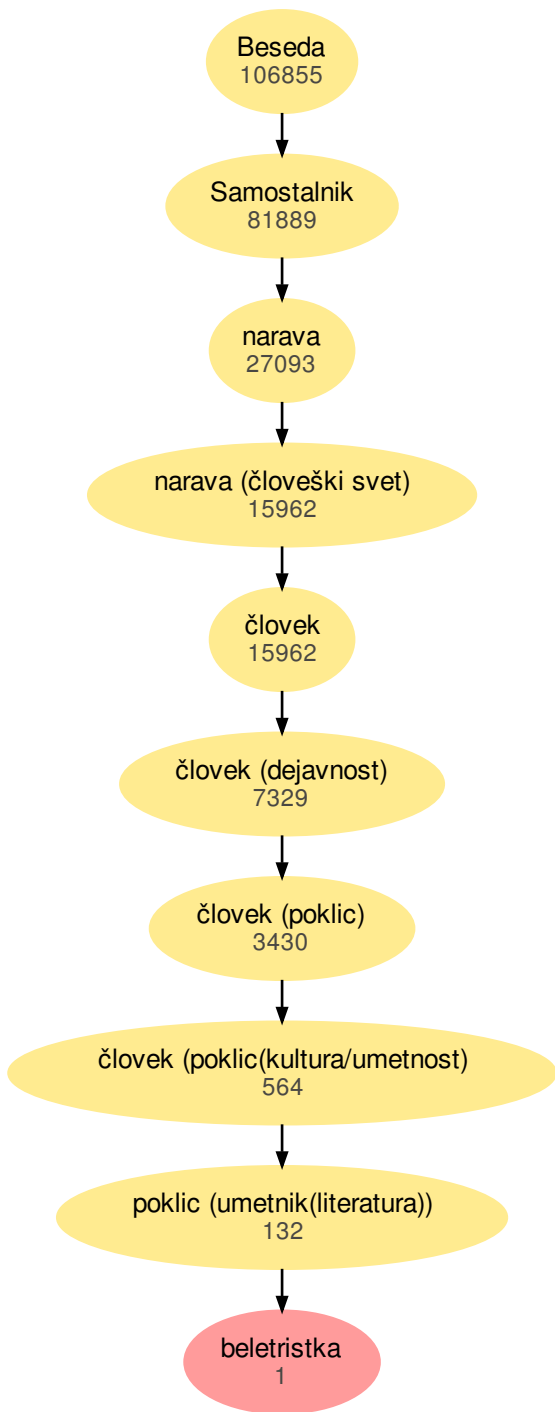 Beseda
106855
Samostalnik
81889
narava
27093
narava (človeški svet)
15962
človek
15962
človek (dejavnost)
7329
človek (poklic)
3430
človek (poklic(kultura/umetnost)
564
poklic (umetnik(literatura))
132
beletristka
1